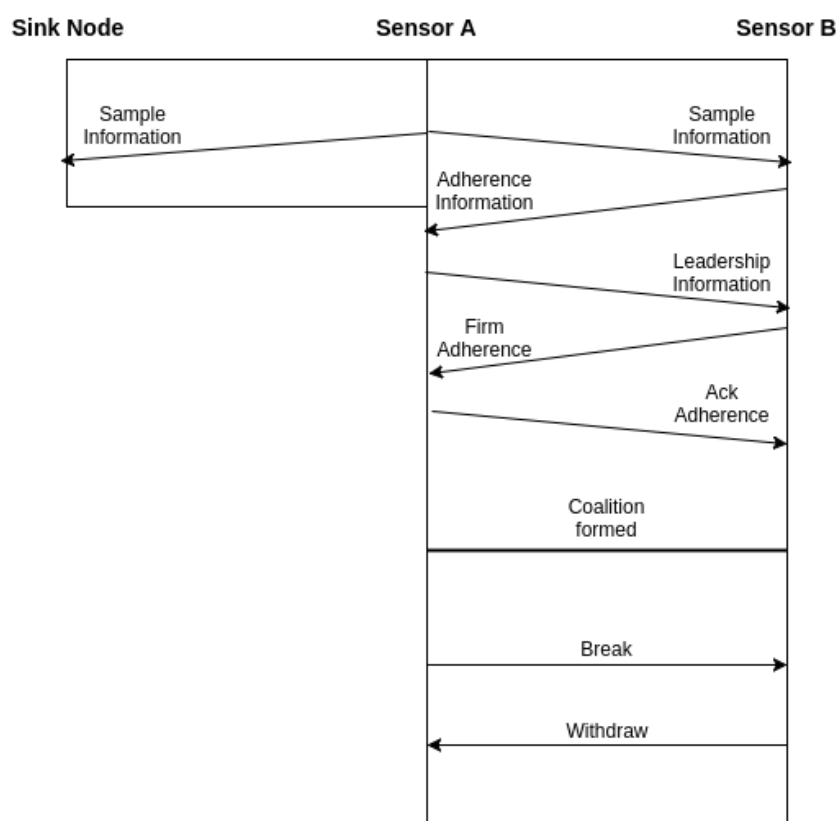 Sink Node
Sensor A
Sensor B
Sample
Information
Sample
Information
Adherence
Information
Leadership
Information
Firm
Adherence
Ack
Adherence
Coalition
formed
Break
Withdraw